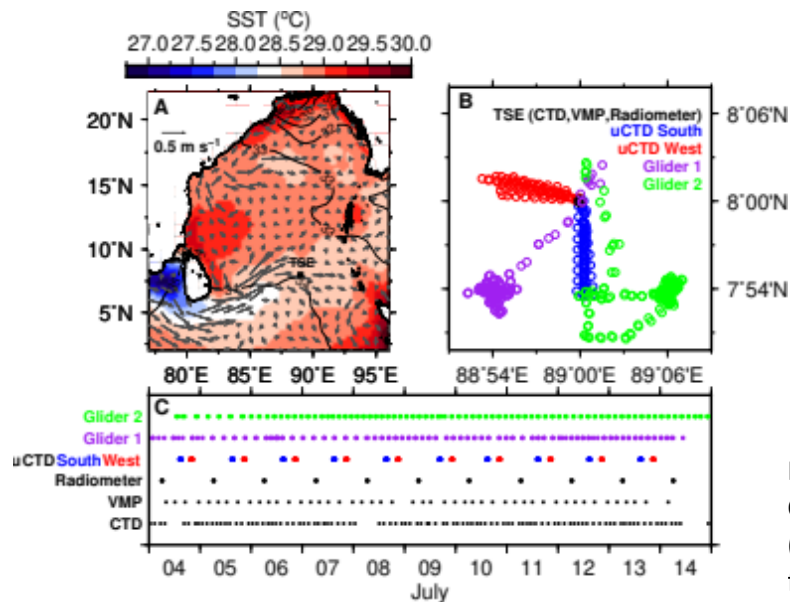 SST (°C)
27.0 27.5 28.0 28.5 29.0 29.5 30.0
A
0.5 m s⁻¹
20°N
15°N
10°N
5°N
80°E 85°E 90°E 95°E
33
TSE
B
TSE (CTD,VMP,Radiometer)
uCTD South
uCTD West
Glider 1
Glider 2
8°06'N
8°00'N
7°54'N
88°54'E 89°00'E 89°06'E
C
Glider 2
Glider 1
uCTD South West
Radiometer
VMP
CTD
04 05 06 07 08 09 10 11 12 13 14
July